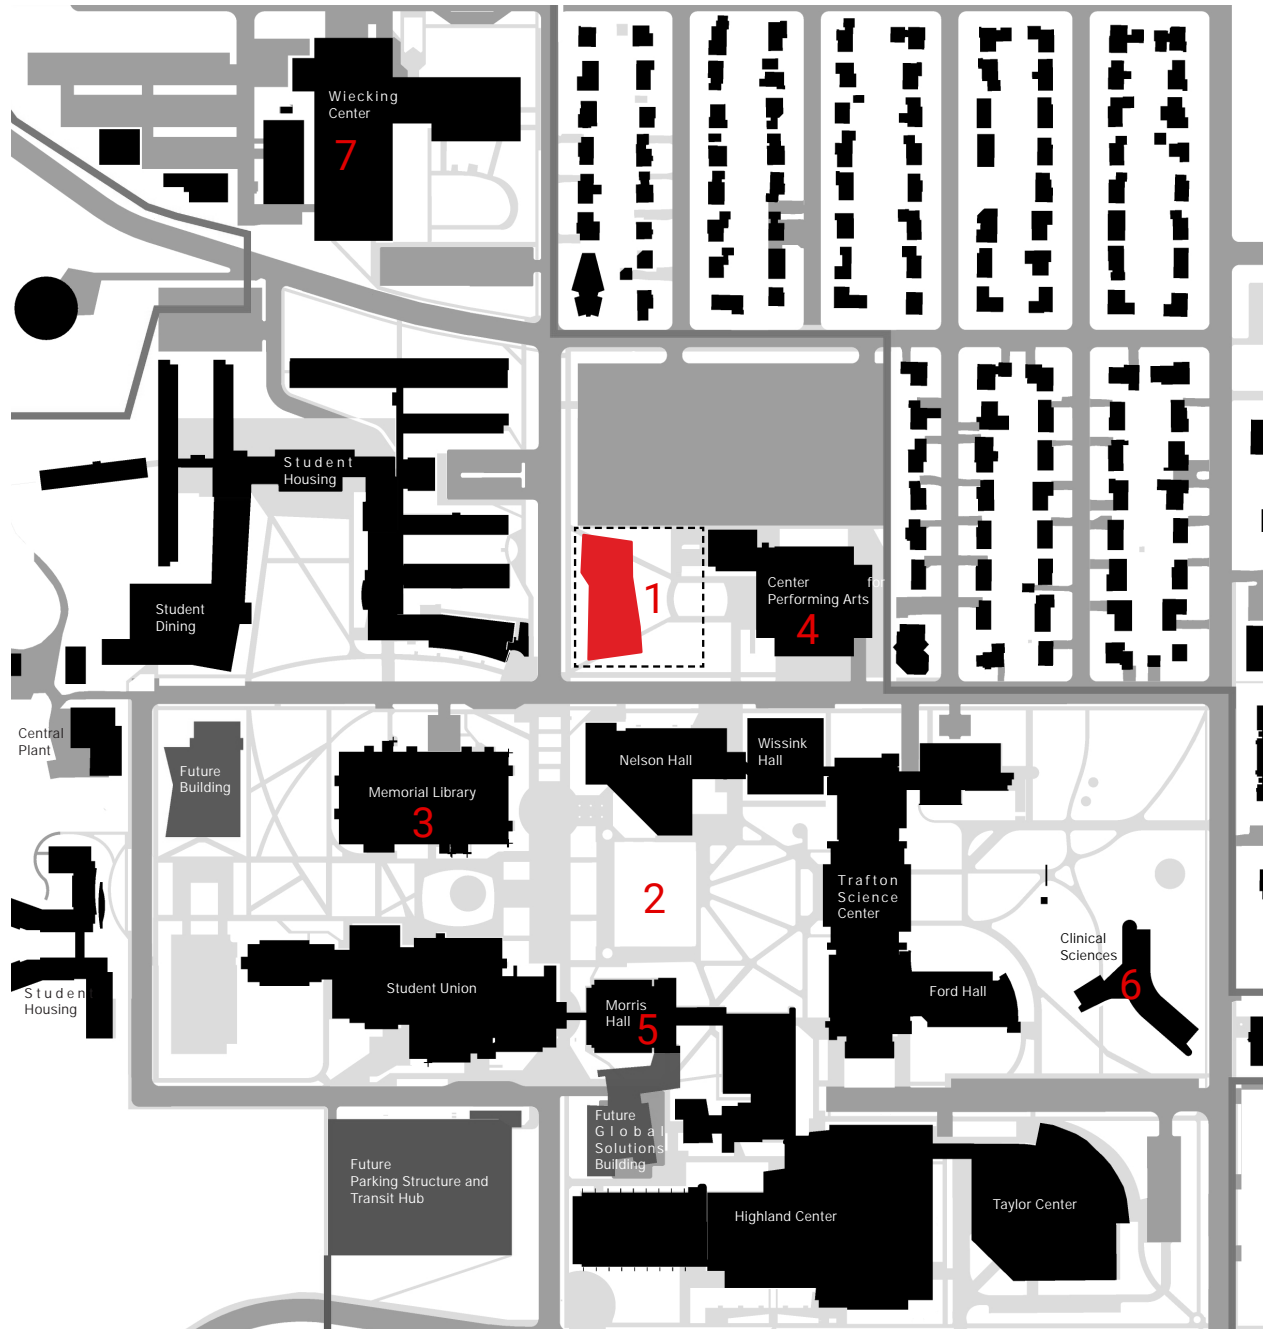 Wiecking
Center
7
Student
Housing
1
Center for
Performing Arts
4
Student
Dining
Central
Plant
Future
Building
Memorial Library
3
Nelson Hall
Wissink
Hall
2
Trafton
Science
Center
Clinical
Sciences
6
Student Union
Morris
Hall
5
Ford Hall
Student
Housing
Future
Global
Solutions
Building
Future
Parking Structure and
Transit Hub
Highland Center
Taylor Center